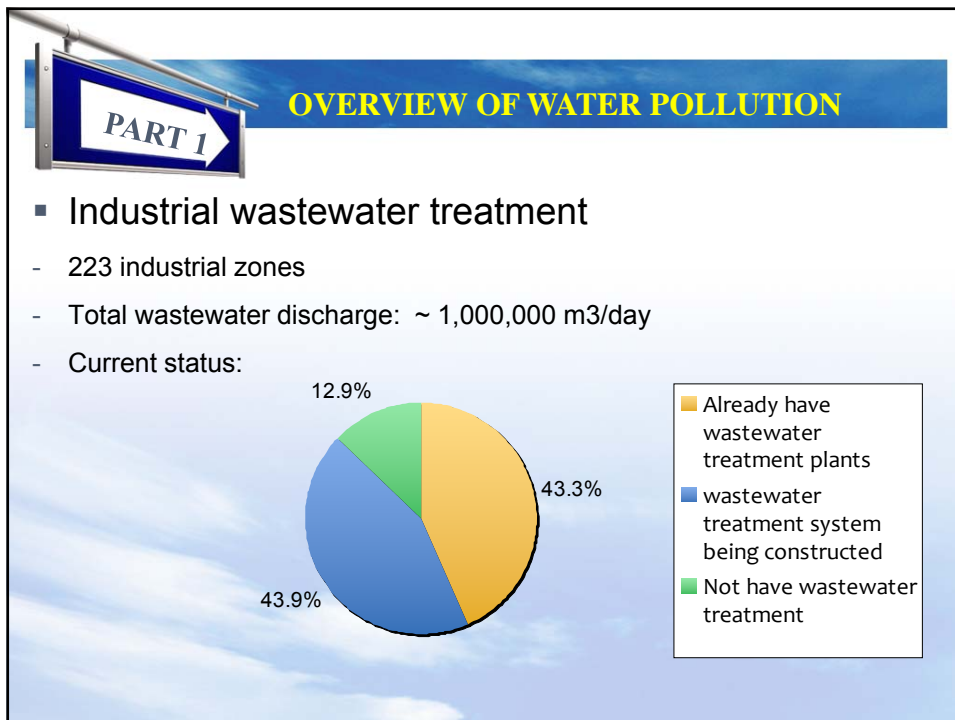 PART 1
OVERVIEW OF WATER POLLUTION
▪ Industrial wastewater treatment
- 223 industrial zones
- Total wastewater discharge: ~ 1,000,000 m3/day
- Current status:
12.9%
43.3%
43.9%
Already have
wastewater
treatment plants
wastewater
treatment system
being constructed
Not have wastewater
treatment